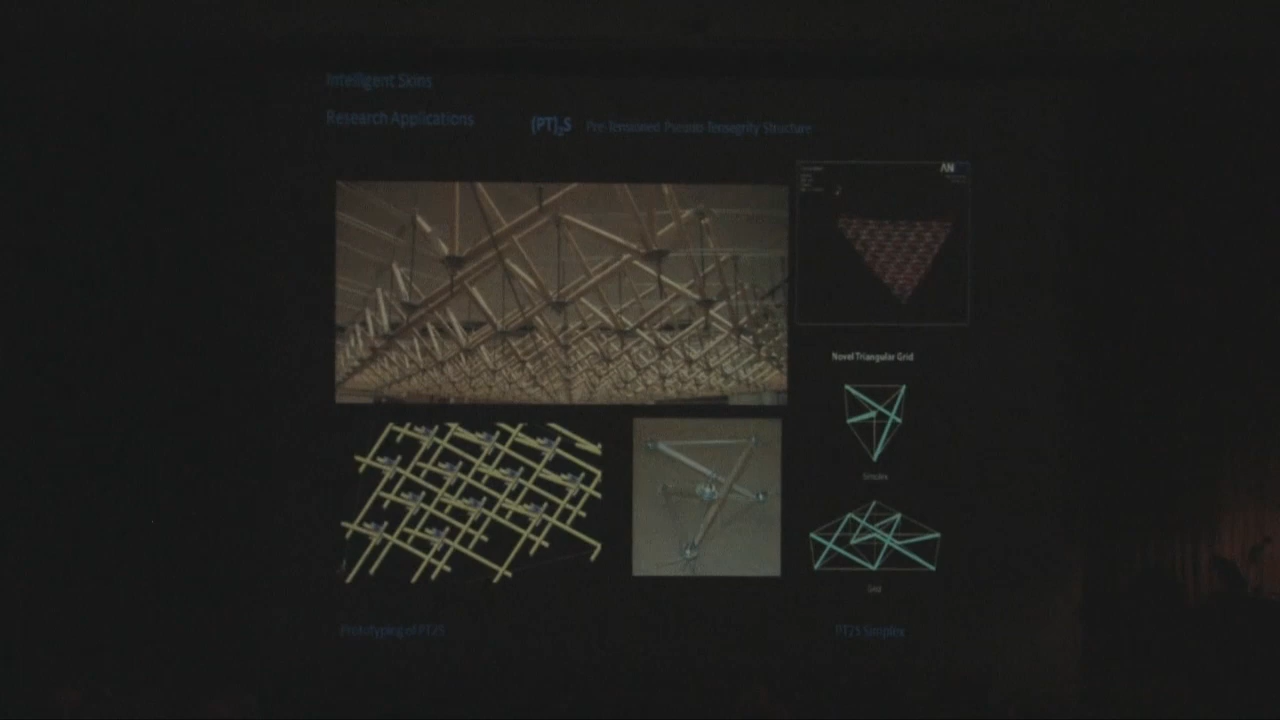 Intelligent Skins
Research Applications
(PT)2S Pre-Tensioned Pseudo Tensegrity Structure
AN
Novel Triangular Grid
Simplex
Grid
Prototyping of PT2S
PT2S Simplex